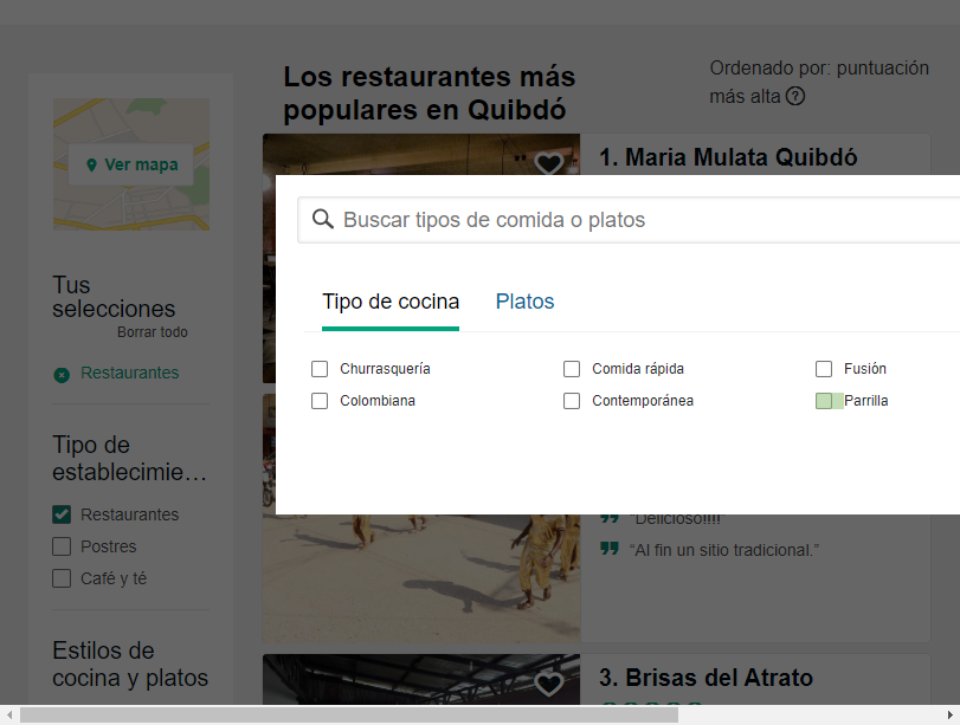 Los restaurantes más
populares en Quibdó
Ordenado por: puntuación
más alta
Ver mapa
1. Maria Mulata Quibdó
Buscar tipos de comida o platos
Tus
selecciones
Borrar todo
Restaurantes
Tipo de cocina
Platos
Churrasquería
Comida rápida
Fusión
Colombiana
Contemporánea
Parrilla
Tipo de
establecimie…
Restaurantes
Postres
Café y té
"Delicioso!!!!"
“Al fin un sitio tradicional.”
Estilos de
cocina y platos
3. Brisas del Atrato